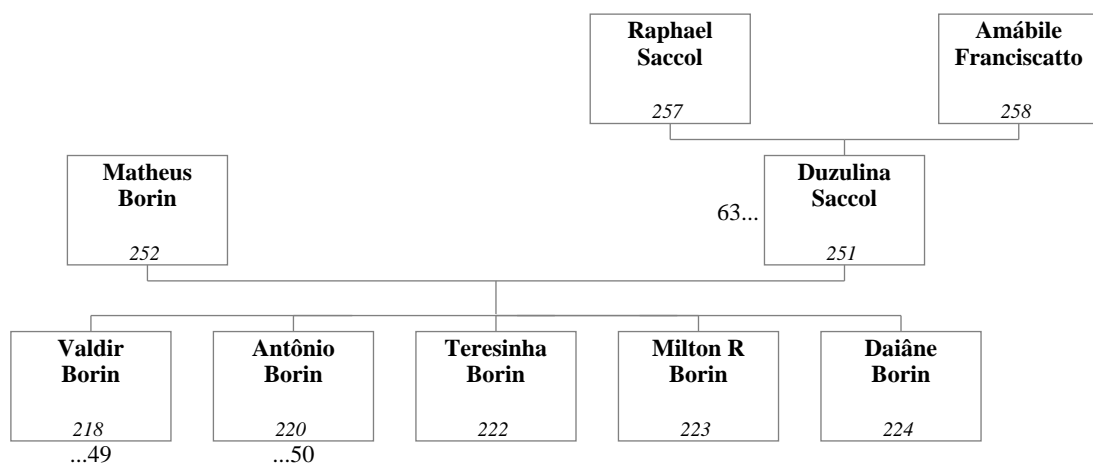 Raphael
Saccol
257
Amábile
Franciscatto
258
Matheus
Borin
252
63...
Duzulina
Saccol
251
Valdir
Borin
218
...49
Antônio
Borin
220
...50
Teresinha
Borin
222
Milton R
Borin
223
Daiâne
Borin
224